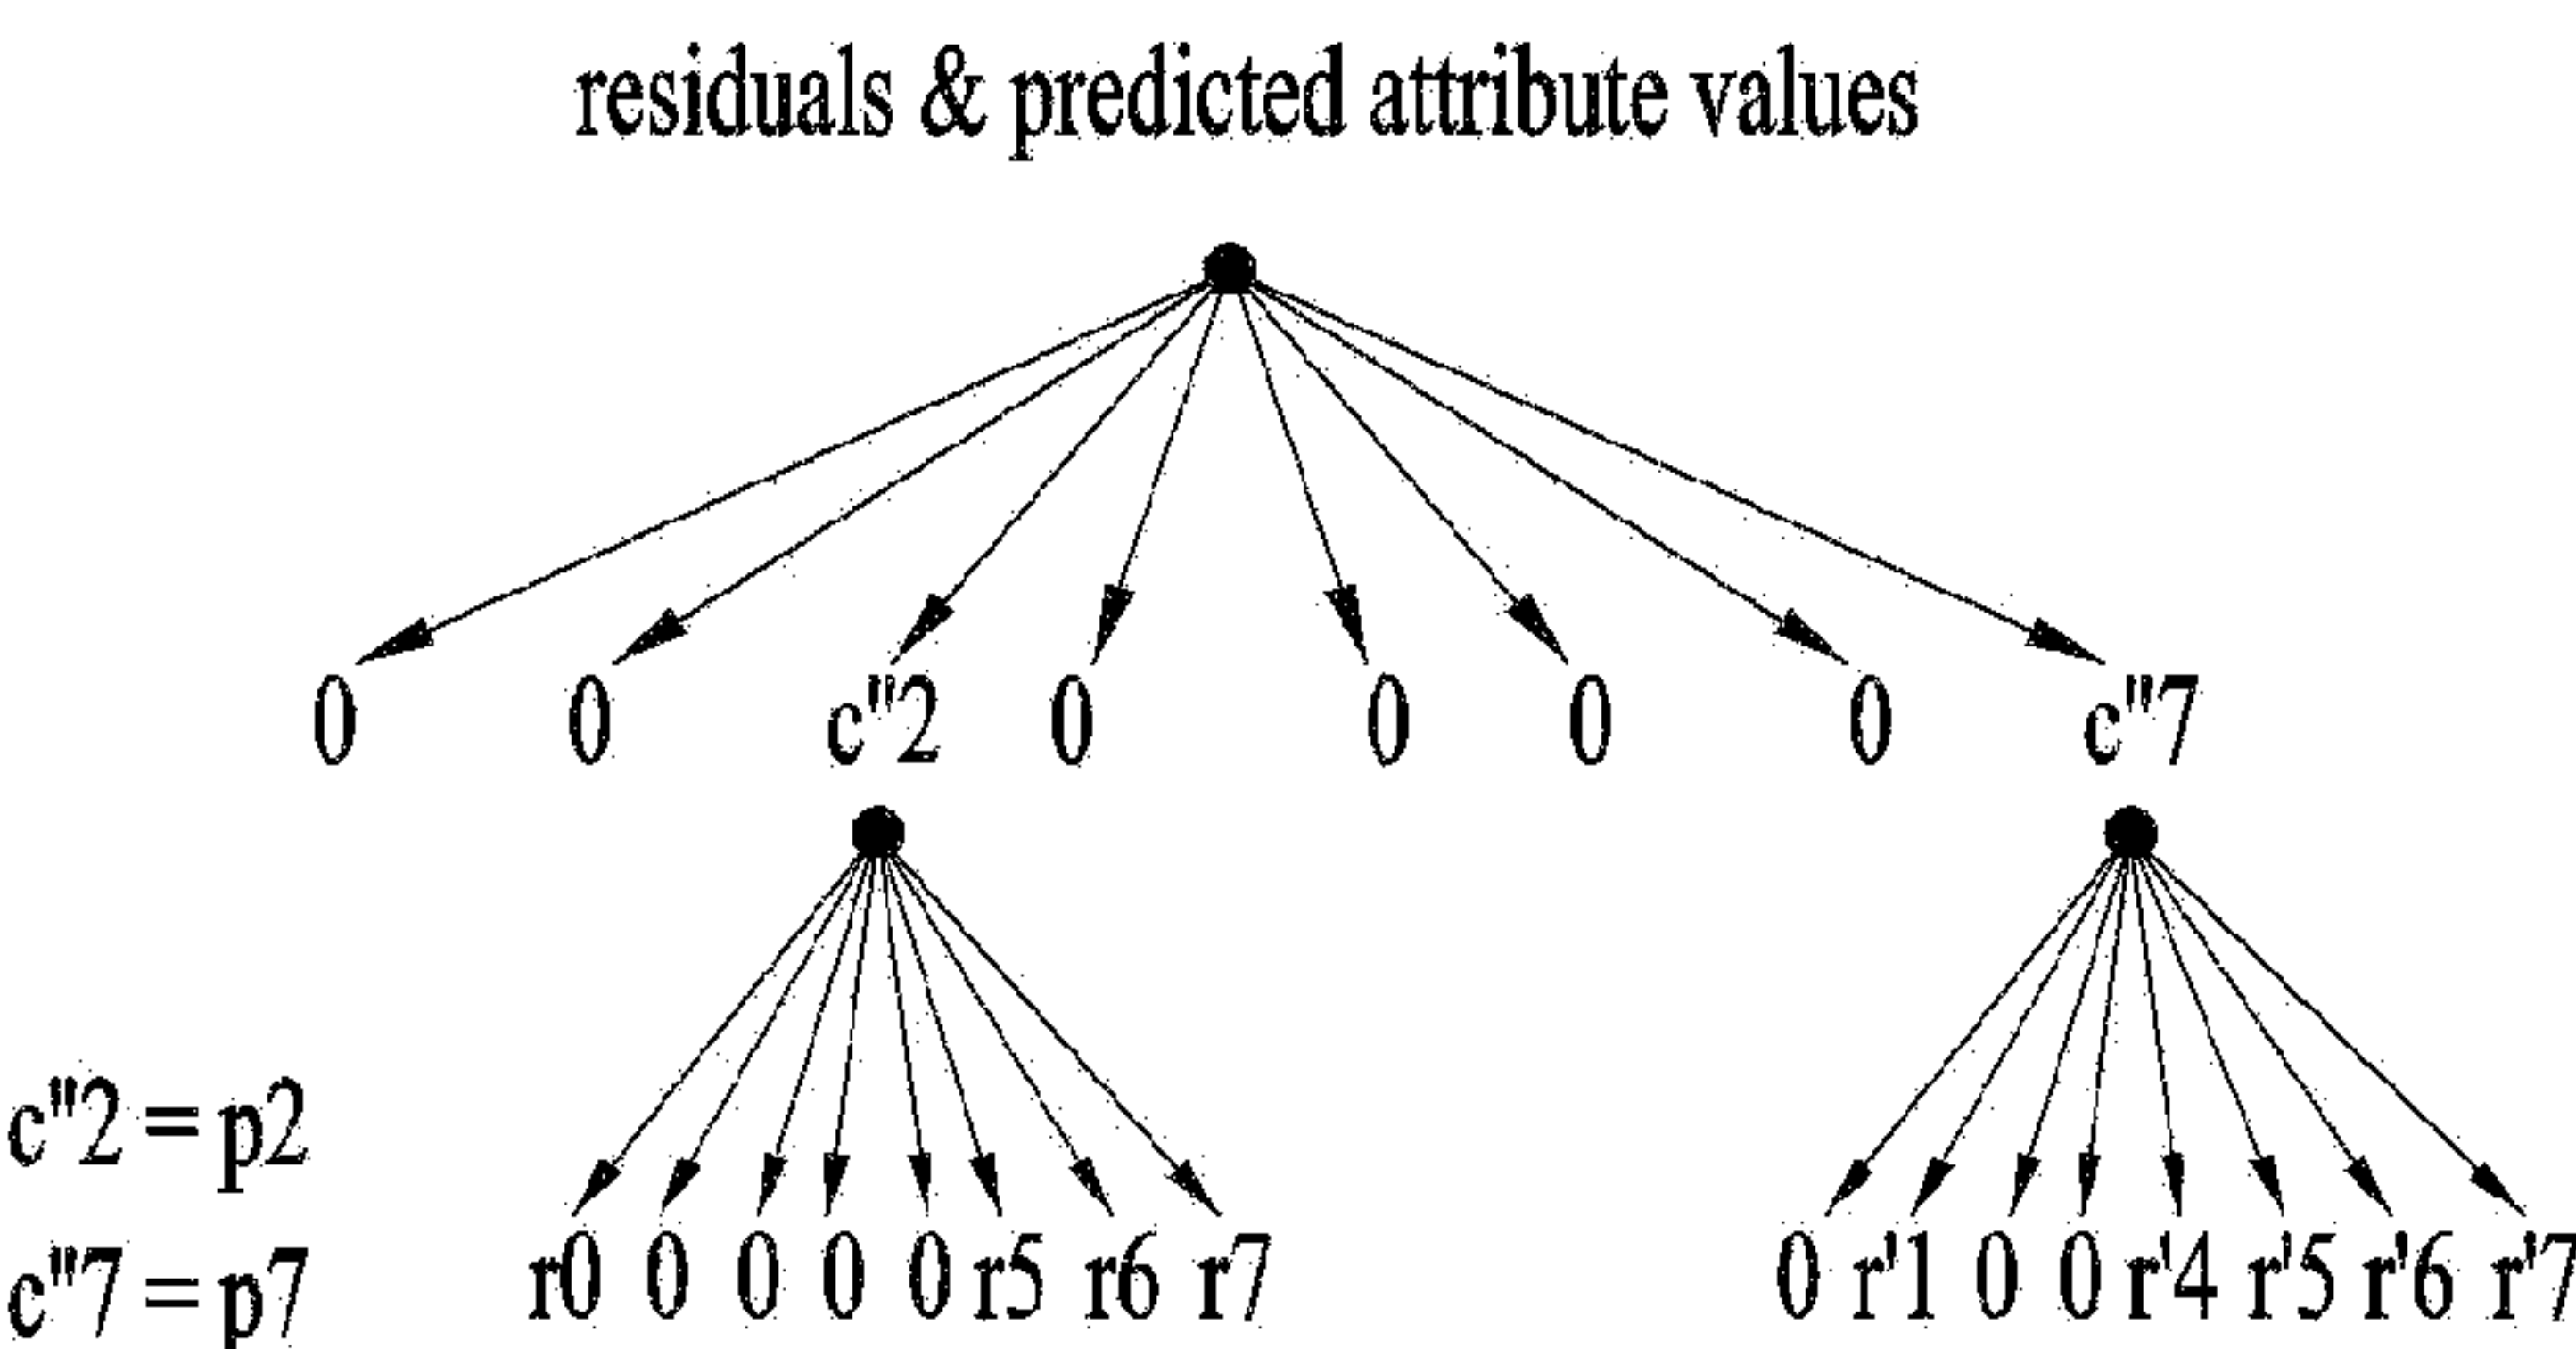 residuals & predicted attribute values
0 0 c"2 0 0 0 0 c"7
c"2 = p2
c"7 = p7
r0 0 0 0 0 r5 r6 r7
0 r'1 0 0 r'4 r'5 r'6 r'7